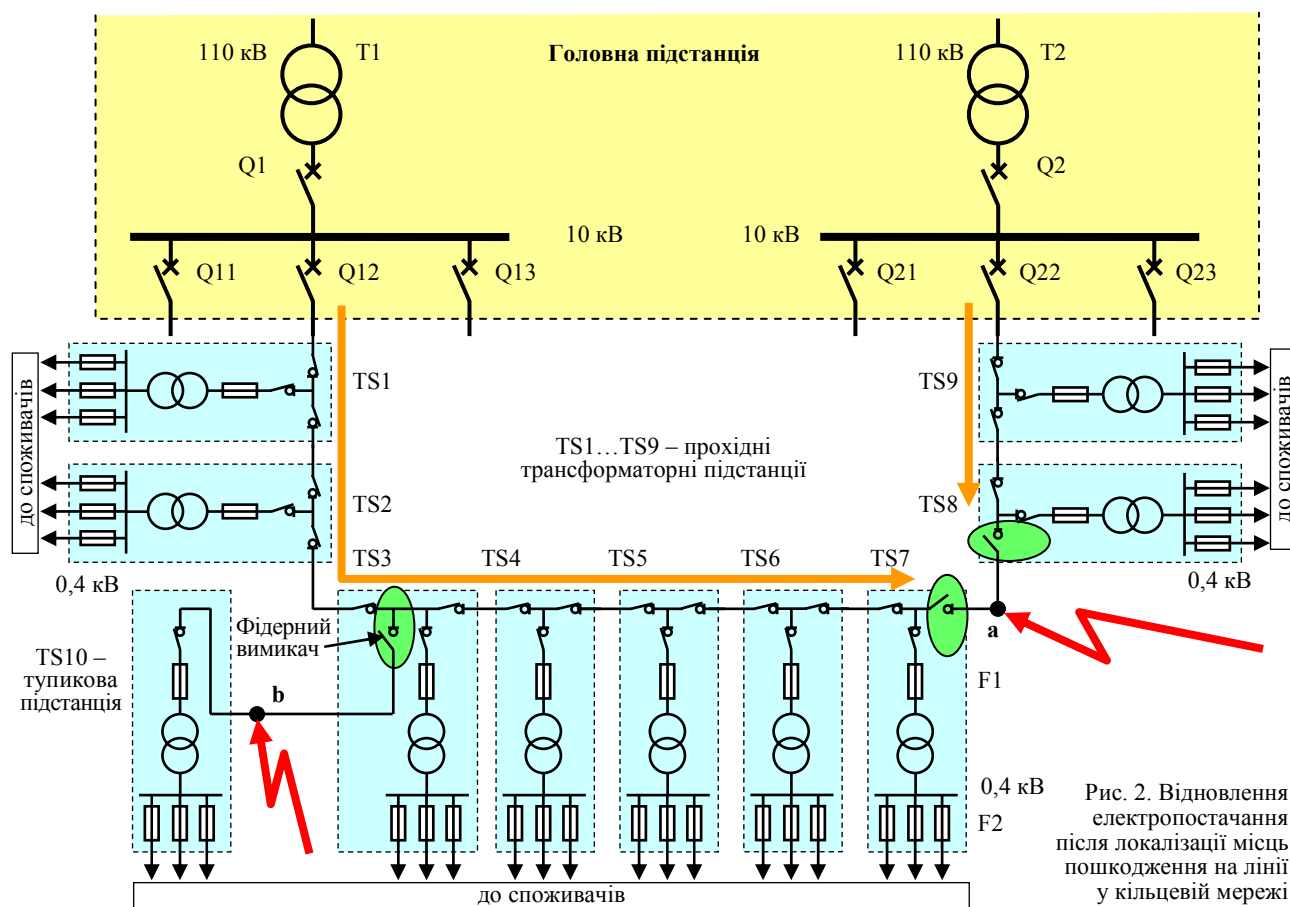 110 кВ
T1
Головна підстанція
110 кВ
T2
Q1
Q2
10 кВ
10 кВ
Q11
Q12
Q13
Q21
Q22
Q23
до споживачів
TS1
TS9
до споживачів
TS1…TS9 – прохідні
трансформаторні підстанції
TS2
TS8
0,4 кВ
TS3
TS4
TS5
TS6
TS7
0,4 кВ
a
Фідерний
вимикач
TS10 –
тупикова
підстанція
b
F1
0,4 кВ
F2
Рис. 2. Відновлення
електропостачання
після локалізації місць
пошкодження на лінії
у кільцевій мережі
до споживачів